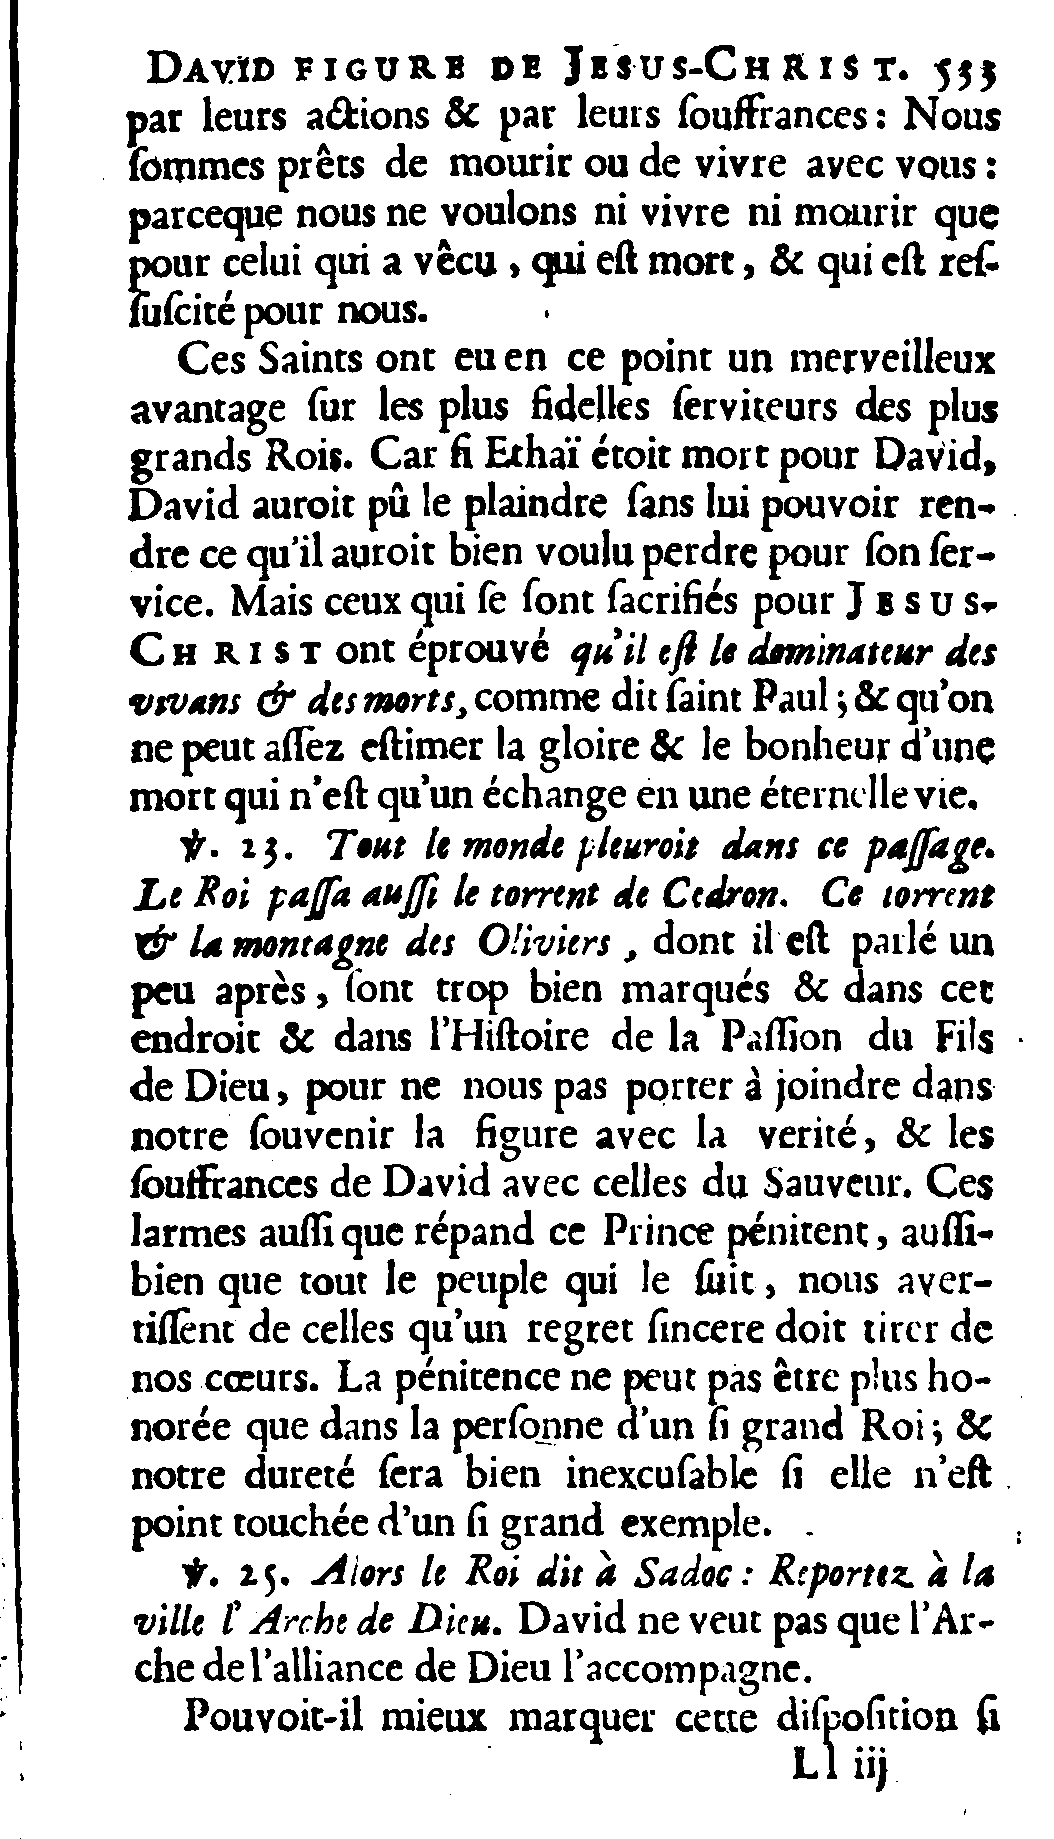 DAVID FIGURE DE JESUS-CHRIST. 533
par leurs actions & par leurs ſouffrances : Nous
ſommes prêts de mourir ou de vivre avec vous :
parceque nous ne voulons ni vivre ni mourir que
pour celui qui a vêcu , qui eſt mort , & qui eſt reſ-
ſuſcité pour nous.
Ces Saints ont eu en ce point un merveilleux
avantage ſur les plus fidelles ſerviteurs des plus
grands Rois. Car ſi Ethaï étoit mort pour David,
David auroit pû le plaindre ſans lui pouvoir ren-
dre ce qu'il auroit bien voulu perdre pour ſon ſer-
vice. Mais ceux qui ſe ſont ſacrifiés pour JESUS-
CHRIST ont éprouvé qu'il eſt le dominateur des
vivans & des morts, comme dit ſaint Paul ; & qu'on
ne peut aſſez eſtimer la gloire & le bonheur d'une
mort qui n'eſt qu'un échange en une éternelle vie.
℣. 23. Tout le monde pleuroit dans ce paſſage.
Le Roi paſſa auſſi le torrent de Cedron. Ce torrent
& la montagne des Oliviers , dont il eſt parlé un
peu après , ſont trop bien marqués & dans cet
endroit & dans l'Hiſtoire de la Paſſion du Fils
de Dieu , pour ne nous pas porter à joindre dans
notre ſouvenir la figure avec la verité , & les
ſouffrances de David avec celles du Sauveur. Ces
larmes auſſi que répand ce Prince pénitent , auſſi-
bien que tout le peuple qui le ſuit , nous aver-
tiſſent de celles qu'un regret ſincere doit tirer de
nos cœurs. La pénitence ne peut pas être plus ho-
norée que dans la perſonne d'un ſi grand Roi ; &
notre dureté ſera bien inexcuſable ſi elle n'eſt
point touchée d'un ſi grand exemple.
℣. 25. Alors le Roi dit à Sadoc : Reportez à la
ville l'Arche de Dieu. David ne veut pas que l'Ar-
che de l'alliance de Dieu l'accompagne.
Pouvoit-il mieux marquer cette diſpoſition ſi
Ll iij